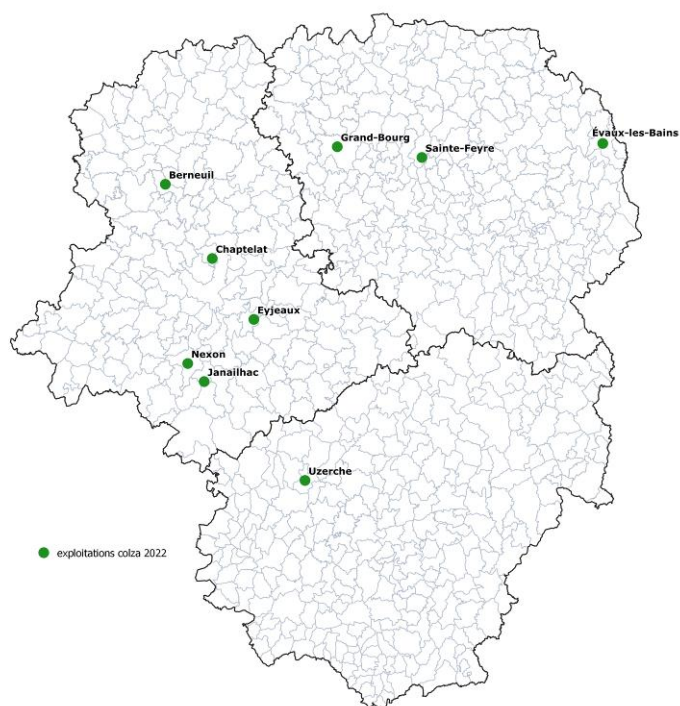 Grand-Bourg
Évaux-les-Bains
Sainte-Feyre
Berneuil
Chaptelat
Eyjeaux
Nexon
Janailhac
Uzerche
exploitations colza 2022